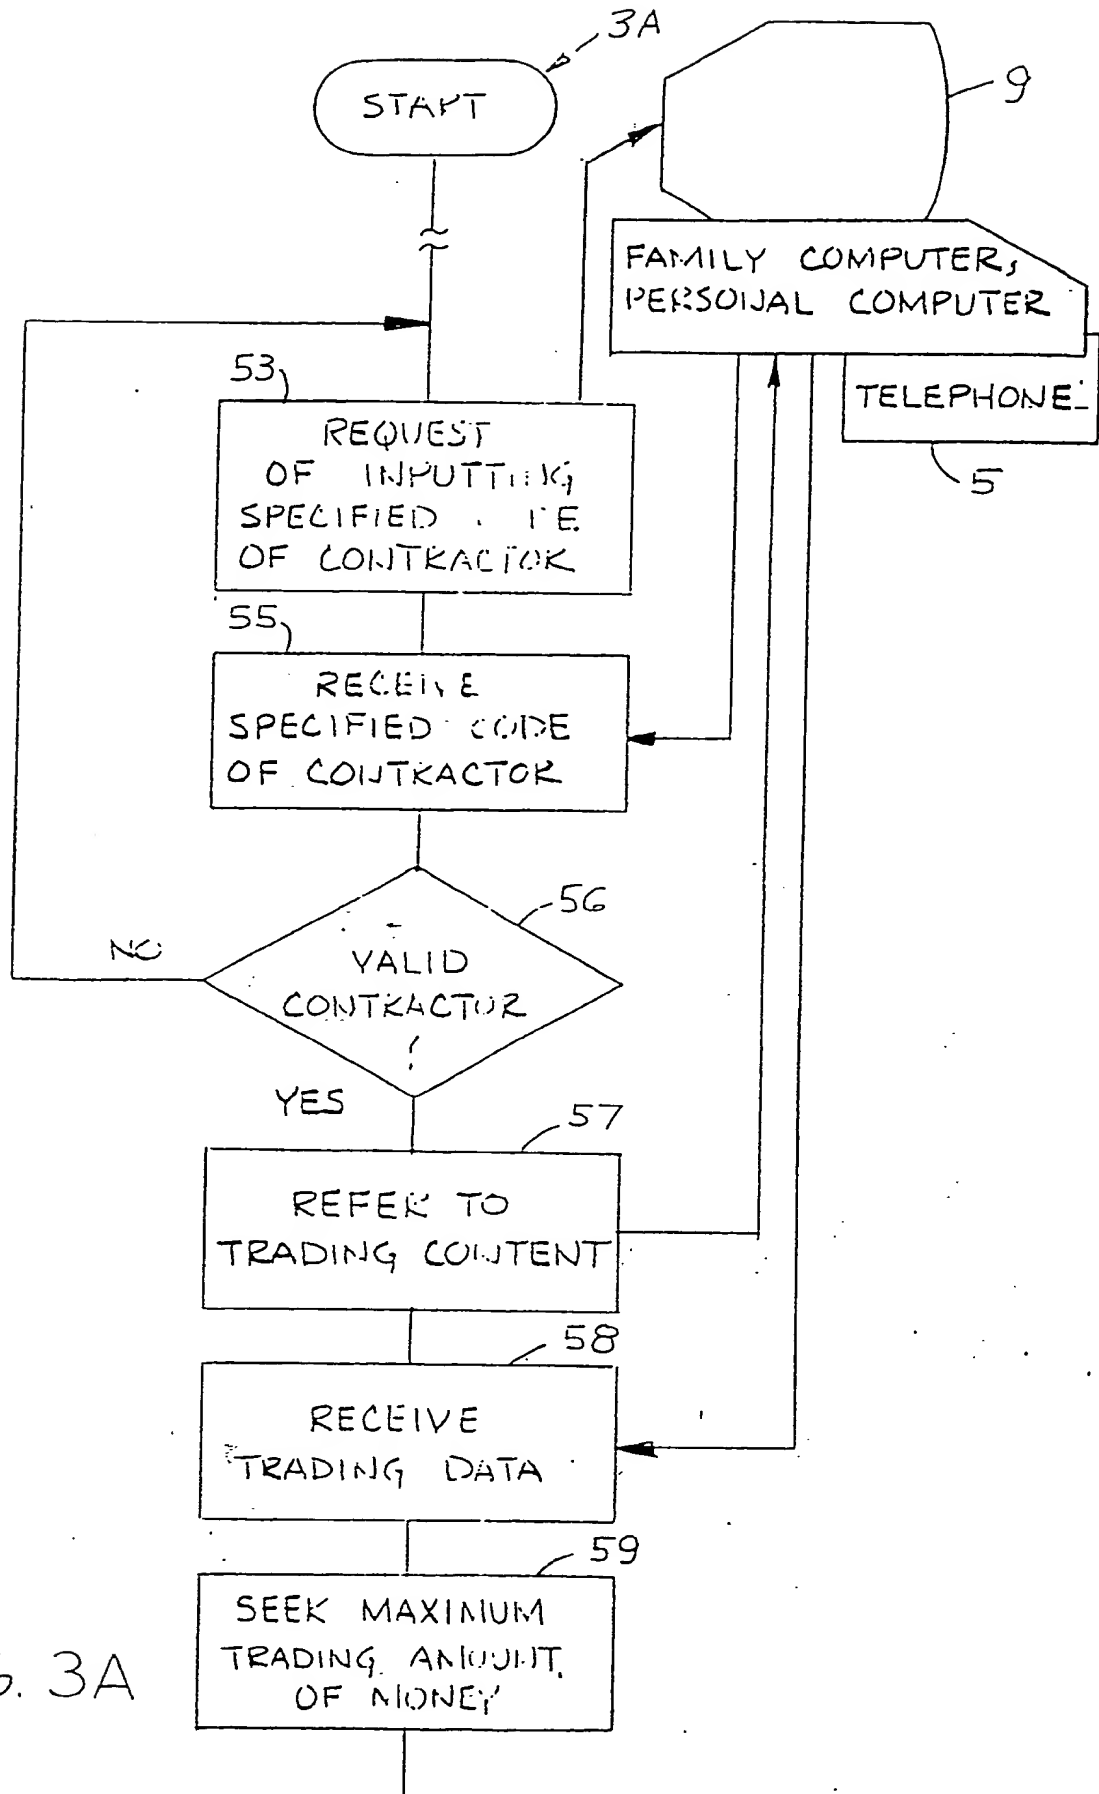 3A
START
9
FAMILY COMPUTER,
PERSONAL COMPUTER
TELEPHONE
5
53
REQUEST
OF INPUTTING
SPECIFIED
OF CONTRACTOR
55
RECEIVE
SPECIFIED CODE
OF CONTRACTOR
56
NO
VALID
CONTRACTOR
?
YES
57
REFER TO
TRADING CONTENT
58
RECEIVE
TRADING DATA
59
SEEK MAXIMUM
TRADING AMOUNT
OF MONEY
. 3A